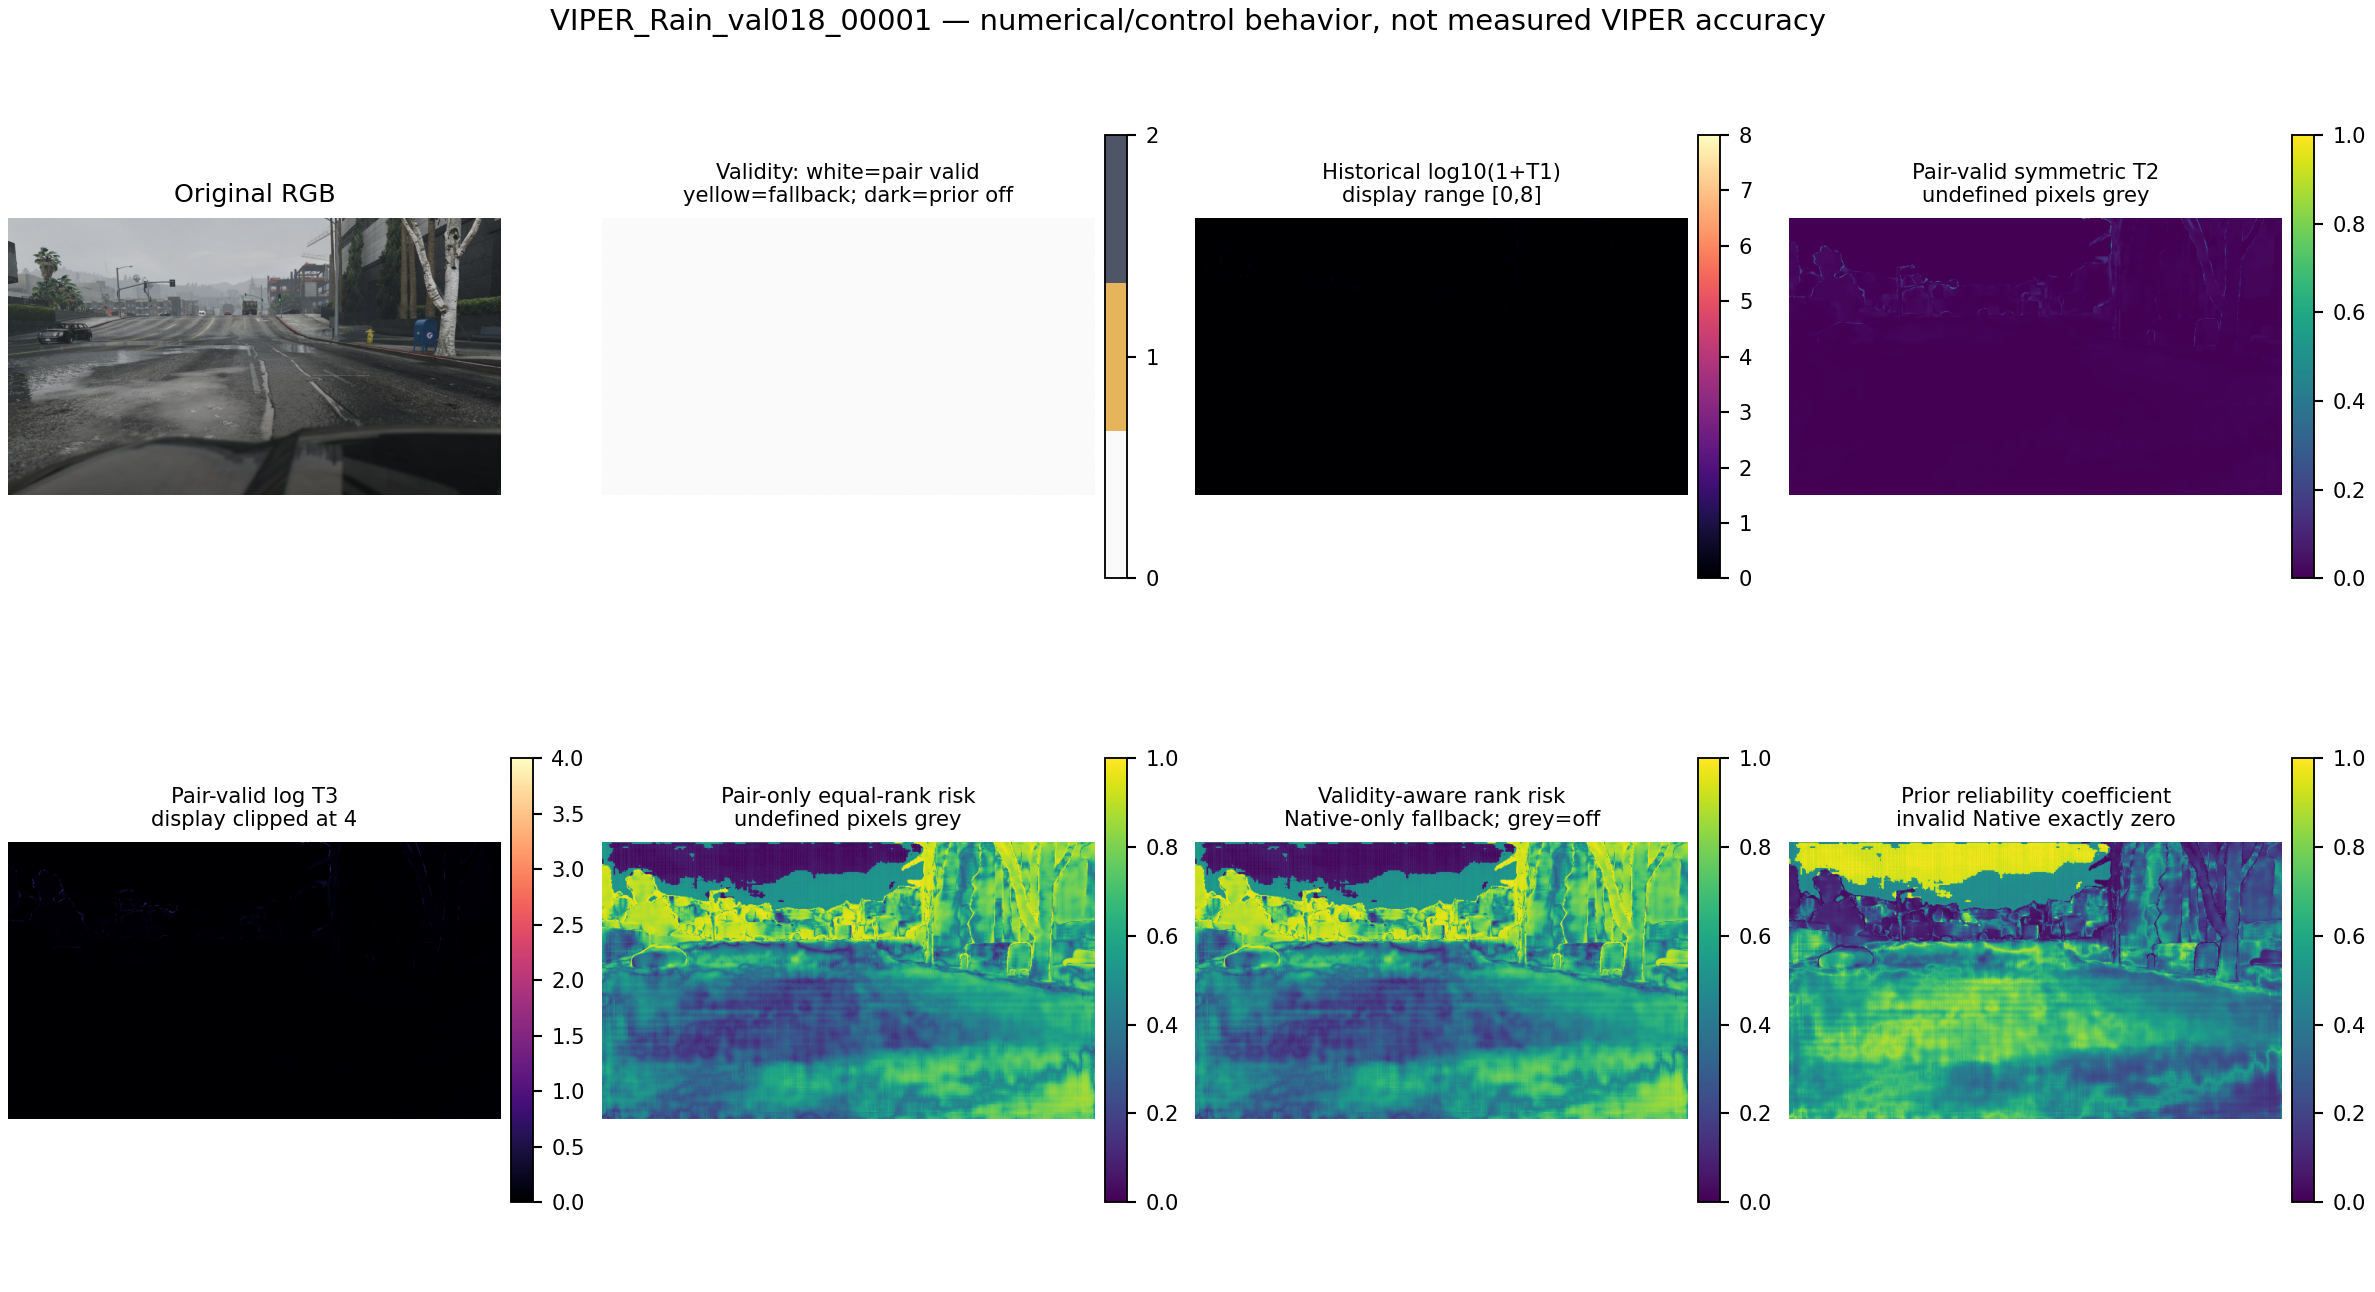 VIPER_Rain_val018_00001 — numerical/control behavior, not measured VIPER accuracy
Original RGB
Validity: white=pair valid
yellow=fallback; dark=prior off
2
1
0
Historical log10(1+T1)
display range [0,8]
8
7
6
5
4
3
2
1
0
Pair-valid symmetric T2
undefined pixels grey
1.0
0.8
0.6
0.4
0.2
0.0
Pair-valid log T3
display clipped at 4
4.0
3.5
3.0
2.5
2.0
1.5
1.0
0.5
0.0
Pair-only equal-rank risk
undefined pixels grey
1.0
0.8
0.6
0.4
0.2
0.0
Validity-aware rank risk
Native-only fallback; grey=off
1.0
0.8
0.6
0.4
0.2
0.0
Prior reliability coefficient
invalid Native exactly zero
1.0
0.8
0.6
0.4
0.2
0.0